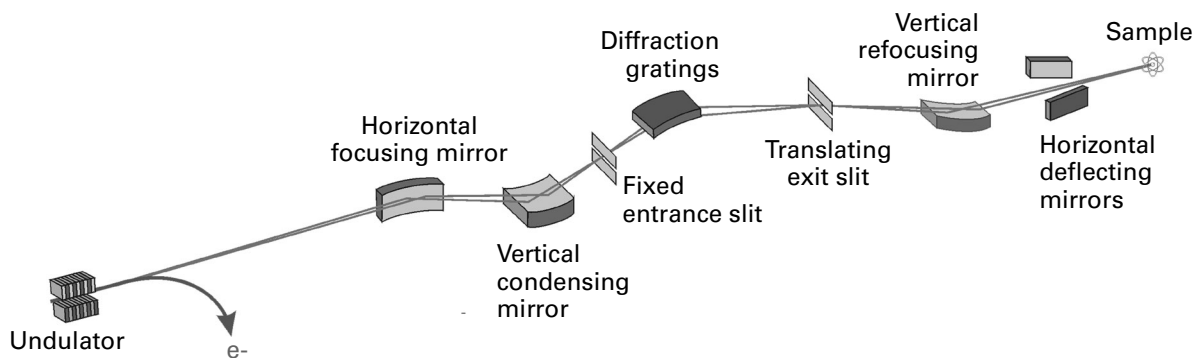 Undulator
e-
Horizontal
focusing mirror
Vertical
condensing
mirror
Fixed
entrance slit
Diffraction
gratings
Translating
exit slit
Vertical
refocusing
mirror
Horizontal
deflecting
mirrors
Sample